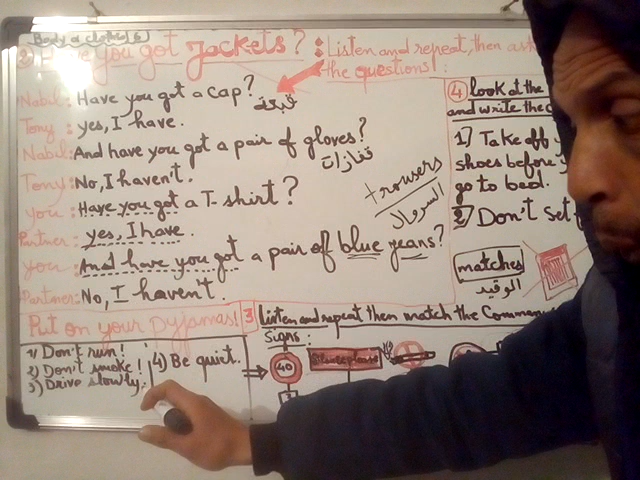 Body & clothes 6
2) Have you got Jackets? : Listen and repeat, then ask
the questions!
Nabil: Have you got a cap?
قبعة
Tomy: yes, I have.
Nabil: And have you got a pair of gloves?
قفازات
Tomy: No, I haven't.
you: Have you got a T-shirt?
Partner: yes, I have.
you: And have you got a pair of blue jeans?
Partner: No, I haven't.
trousers
السروال
4 look at the
and write the
1] Take off
shoes before
go to bed.
2] Don't set
matches
الوقيد
Put on your pyjamas!
1) Don't run!
2) Don't smoke!
3) Drive slowly.
4) Be quiet.
3 Listen and repeat then match the Comman
Signs:
40